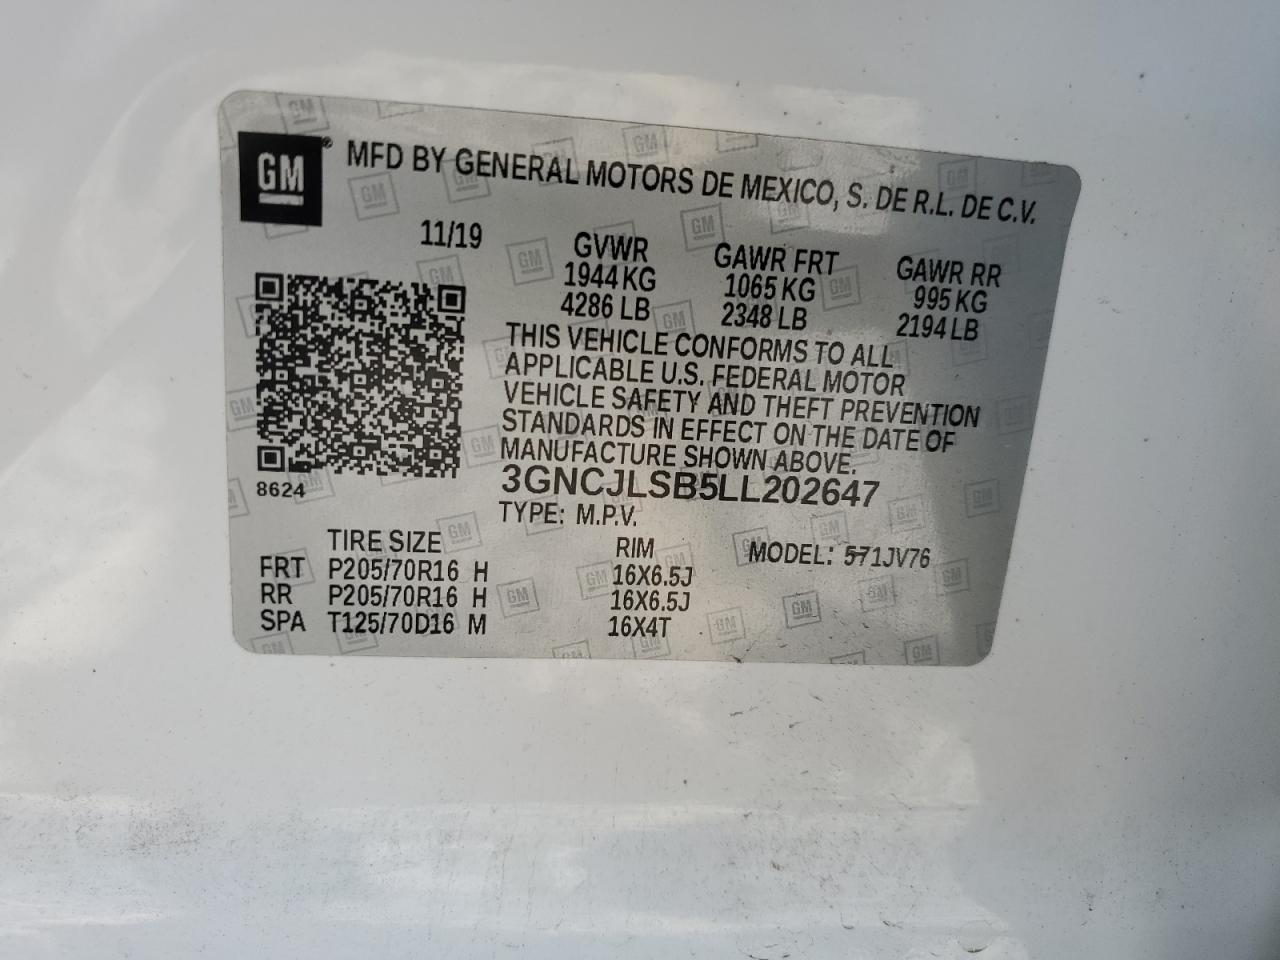 GM® MFD BY GENERAL MOTORS DE MEXICO, S. DE R.L. DE C.V.
11/19
GVWR GAWR FRT GAWR RR
1944 KG 1065 KG 995 KG
4286 LB 2348 LB 2194 LB
THIS VEHICLE CONFORMS TO ALL
APPLICABLE U.S. FEDERAL MOTOR
VEHICLE SAFETY AND THEFT PREVENTION
STANDARDS IN EFFECT ON THE DATE OF
MANUFACTURE SHOWN ABOVE.
8624
3GNCJLSB5LL202647
TYPE: M.P.V.
TIRE SIZE RIM MODEL: 571JV76
FRT P205/70R16 H 16X6.5J
RR P205/70R16 H 16X6.5J
SPA T125/70D16 M 16X4T